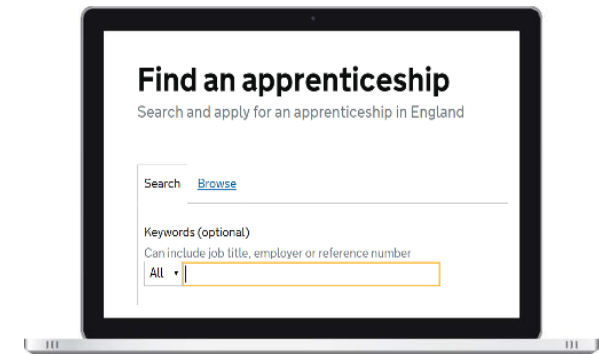 Find an apprenticeship
Search and apply for an apprenticeship in England
Search Browse
Keywords (optional)
Can include job title, employer or reference number
All